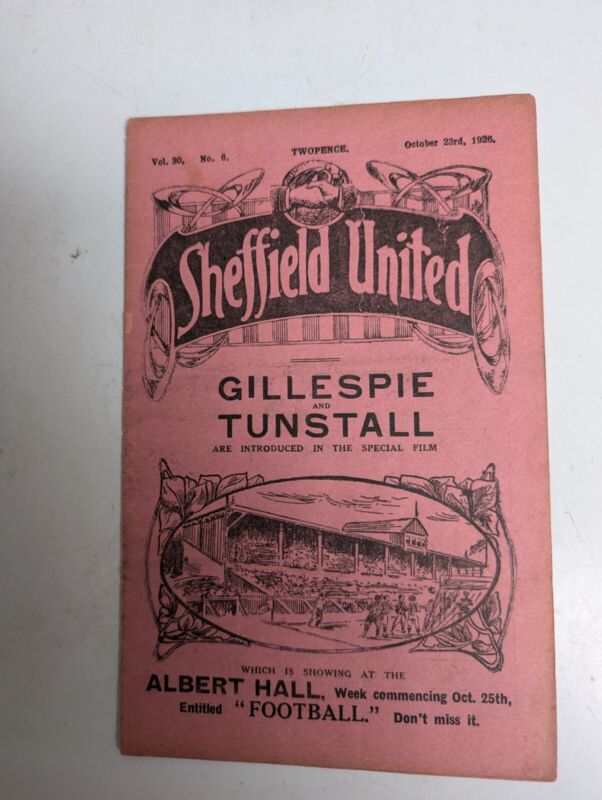 Vol. 30, No. 6. TWOPENCE. October 23rd, 1926.
Sheffield United
GILLESPIE
AND
TUNSTALL
ARE INTRODUCED IN THE SPECIAL FILM
WHICH IS SHOWING AT THE
ALBERT HALL, Week commencing Oct. 25th,
Entitled "FOOTBALL." Don't miss it.